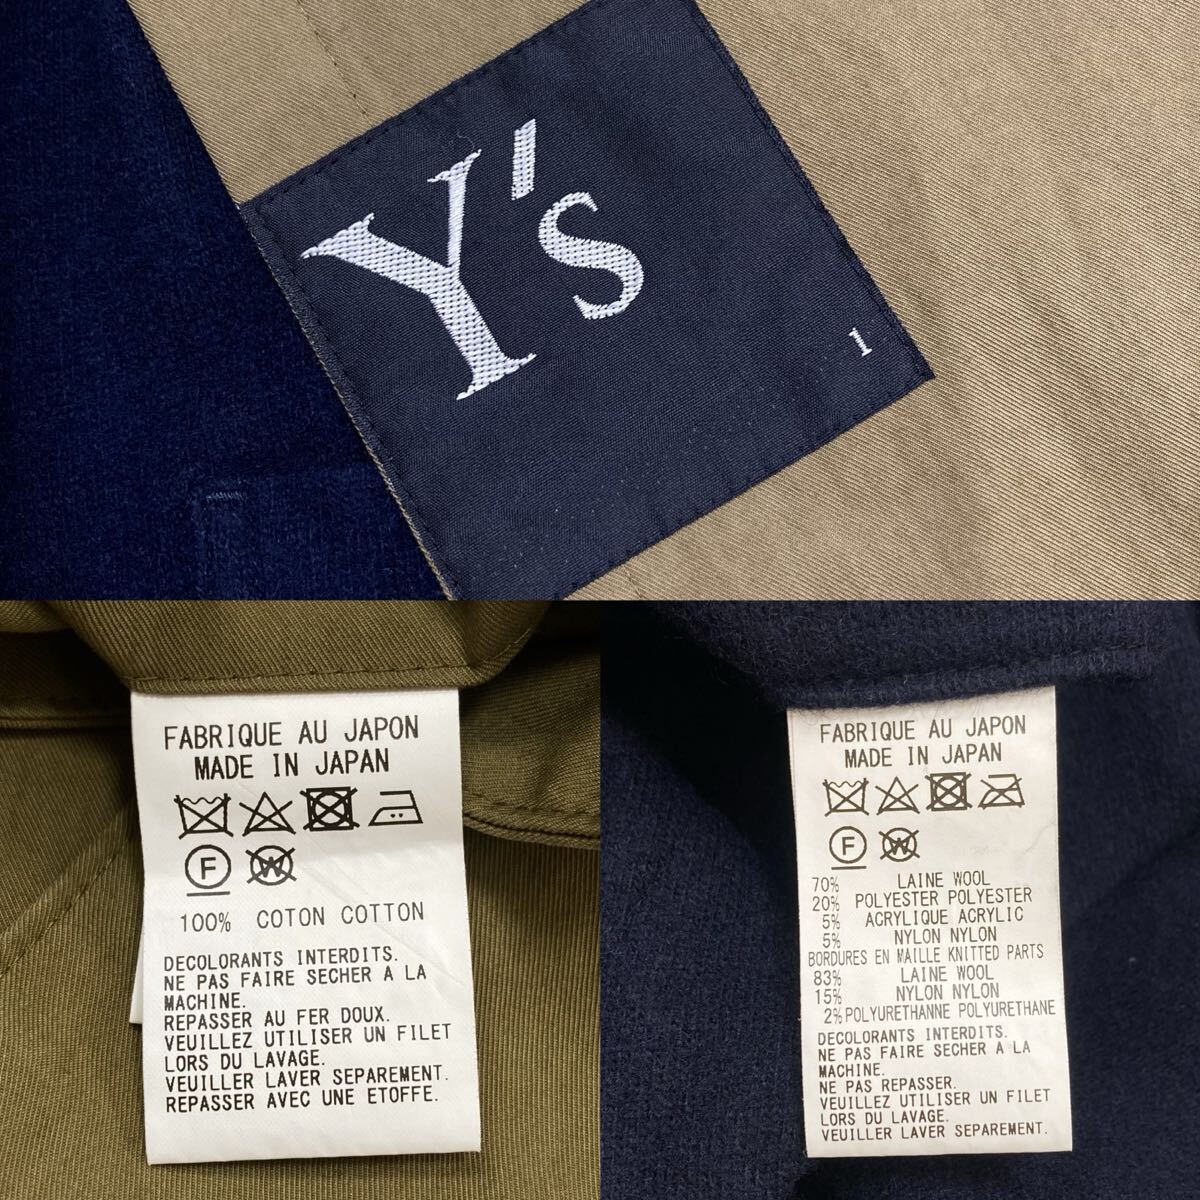 Y's
1
FABRIQUE AU JAPON
MADE IN JAPAN
F W
100% COTON COTTON
DECOLORANTS INTERDITS.
NE PAS FAIRE SECHER A LA
MACHINE.
REPASSER AU FER DOUX.
VEUILLEZ UTILISER UN FILET
LORS DU LAVAGE.
VEUILLER LAVER SEPAREMENT.
REPASSER AVEC UNE ETOFFE.
FABRIQUE AU JAPON
MADE IN JAPAN
F W
70% LAINE WOOL
20% POLYESTER POLYESTER
5% ACRYLIQUE ACRYLIC
5% NYLON NYLON
BORDURES EN MAILLE KNITTED PARTS
83% LAINE WOOL
15% NYLON NYLON
2% POLYURETHANNE POLYURETHANE
DECOLORANTS INTERDITS.
NE PAS FAIRE SECHER A LA
MACHINE.
NE PAS REPASSER.
VEUILLEZ UTILISER UN FILET
LORS DU LAVAGE.
VEUILLER LAVER SEPAREMENT.